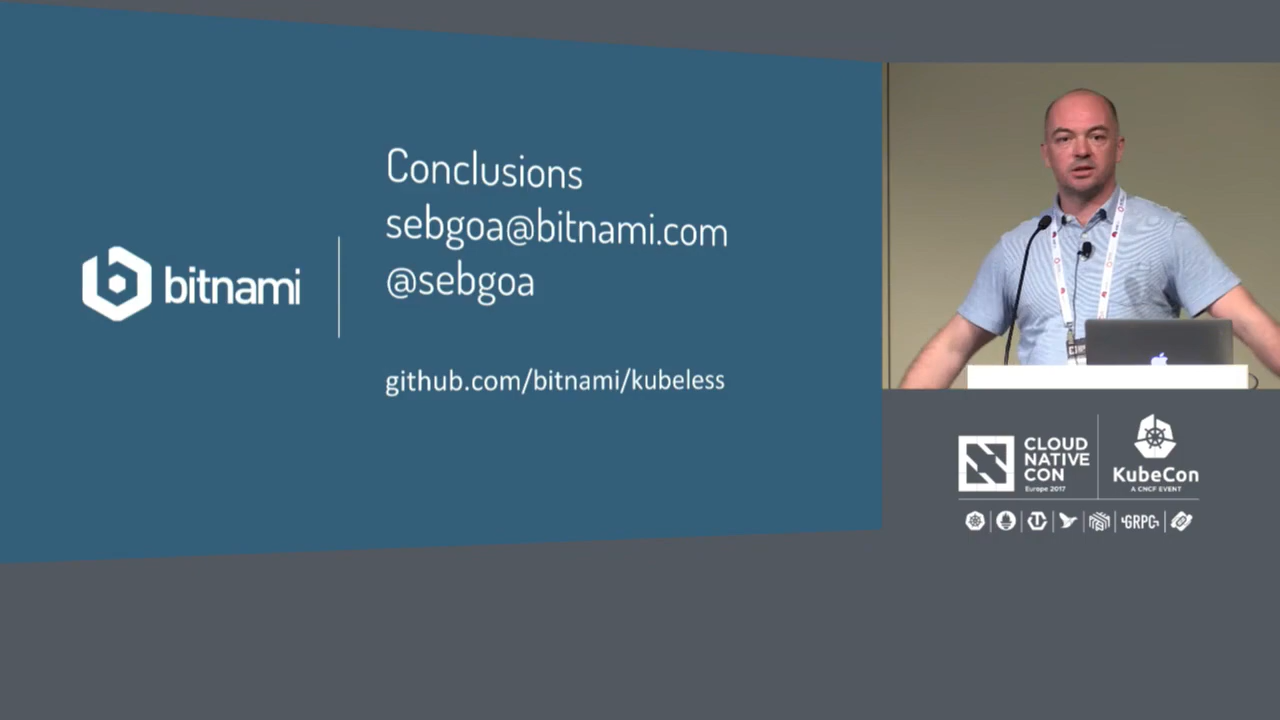 Conclusions
sebgoa@bitnami.com
@sebgoa
bitnami
github.com/bitnami/kubeless
CLOUD
NATIVE
CON
Europe 2017
KubeCon
A CNCF EVENT
GRPC